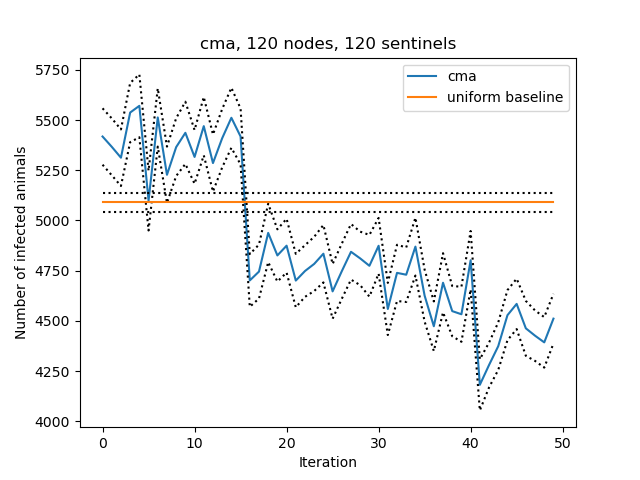 cma, 120 nodes, 120 sentinels
cma
uniform baseline
Number of infected animals
5750
5500
5250
5000
4750
4500
4250
4000
0 10 20 30 40 50
Iteration